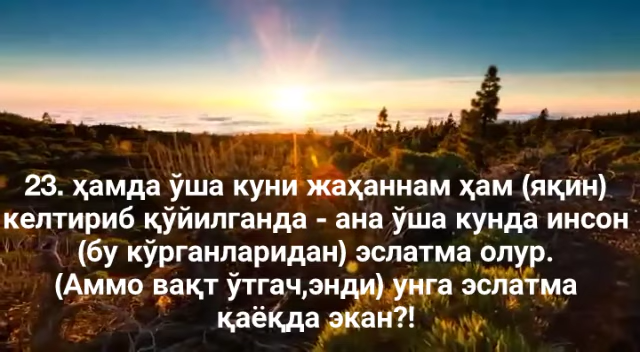 23. ҳамда ўша куни жаҳаннам ҳам (яқин)
келтириб қўйилганда - ана ўша кунда инсон
(бу кўрганларидан) эслатма олур.
(Аммо вақт ўтгач,энди) унга эслатма
қаёқда экан?!